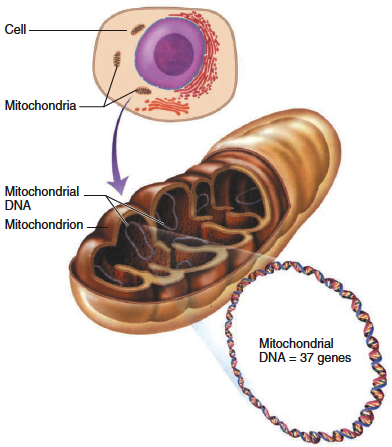 Cell
Mitochondria
Mitochondrial
DNA
Mitochondrion
Mitochondrial
DNA = 37 genes